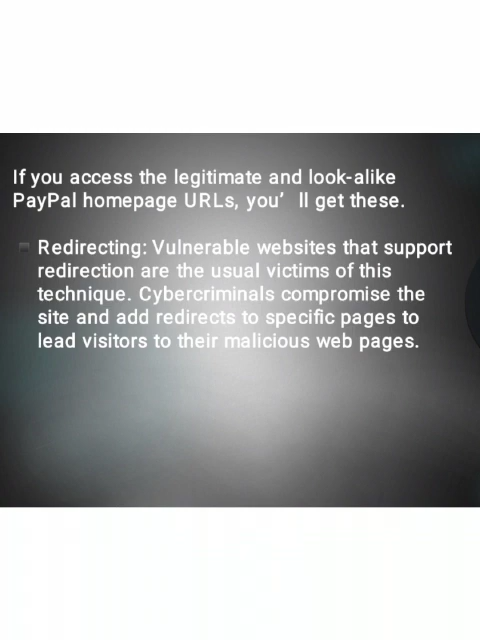 If you access the legitimate and look-alike
PayPal homepage URLs, you’ ll get these.
Redirecting: Vulnerable websites that support
redirection are the usual victims of this
technique. Cybercriminals compromise the
site and add redirects to specific pages to
lead visitors to their malicious web pages.